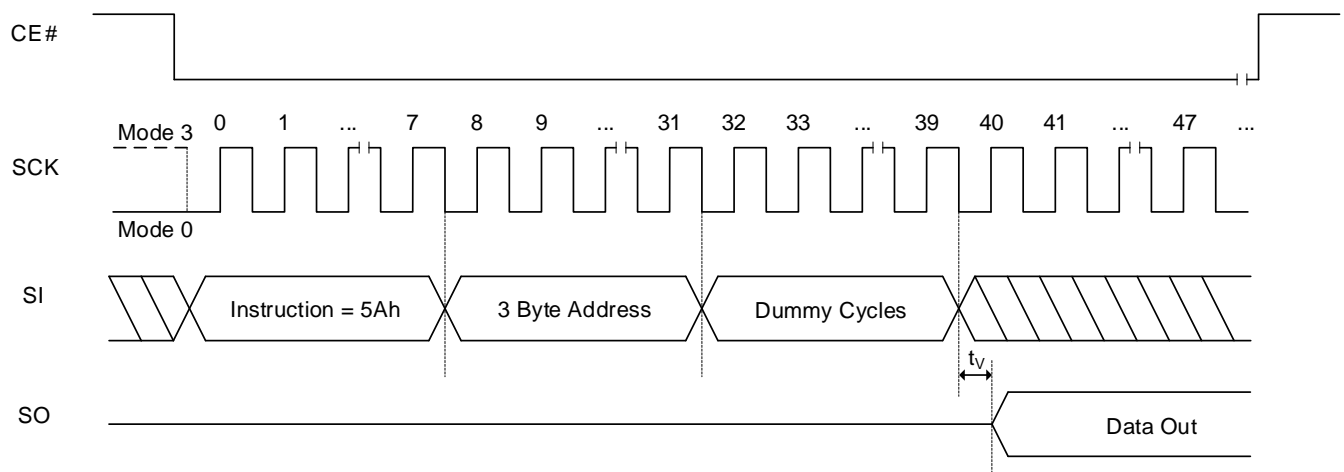 CE#
0 1 ... 7 8 9 ... 31 32 33 ... 39 40 41 ... 47 ...
Mode 3
SCK
Mode 0
SI
Instruction = 5Ah
3 Byte Address
Dummy Cycles
tV
SO
Data Out